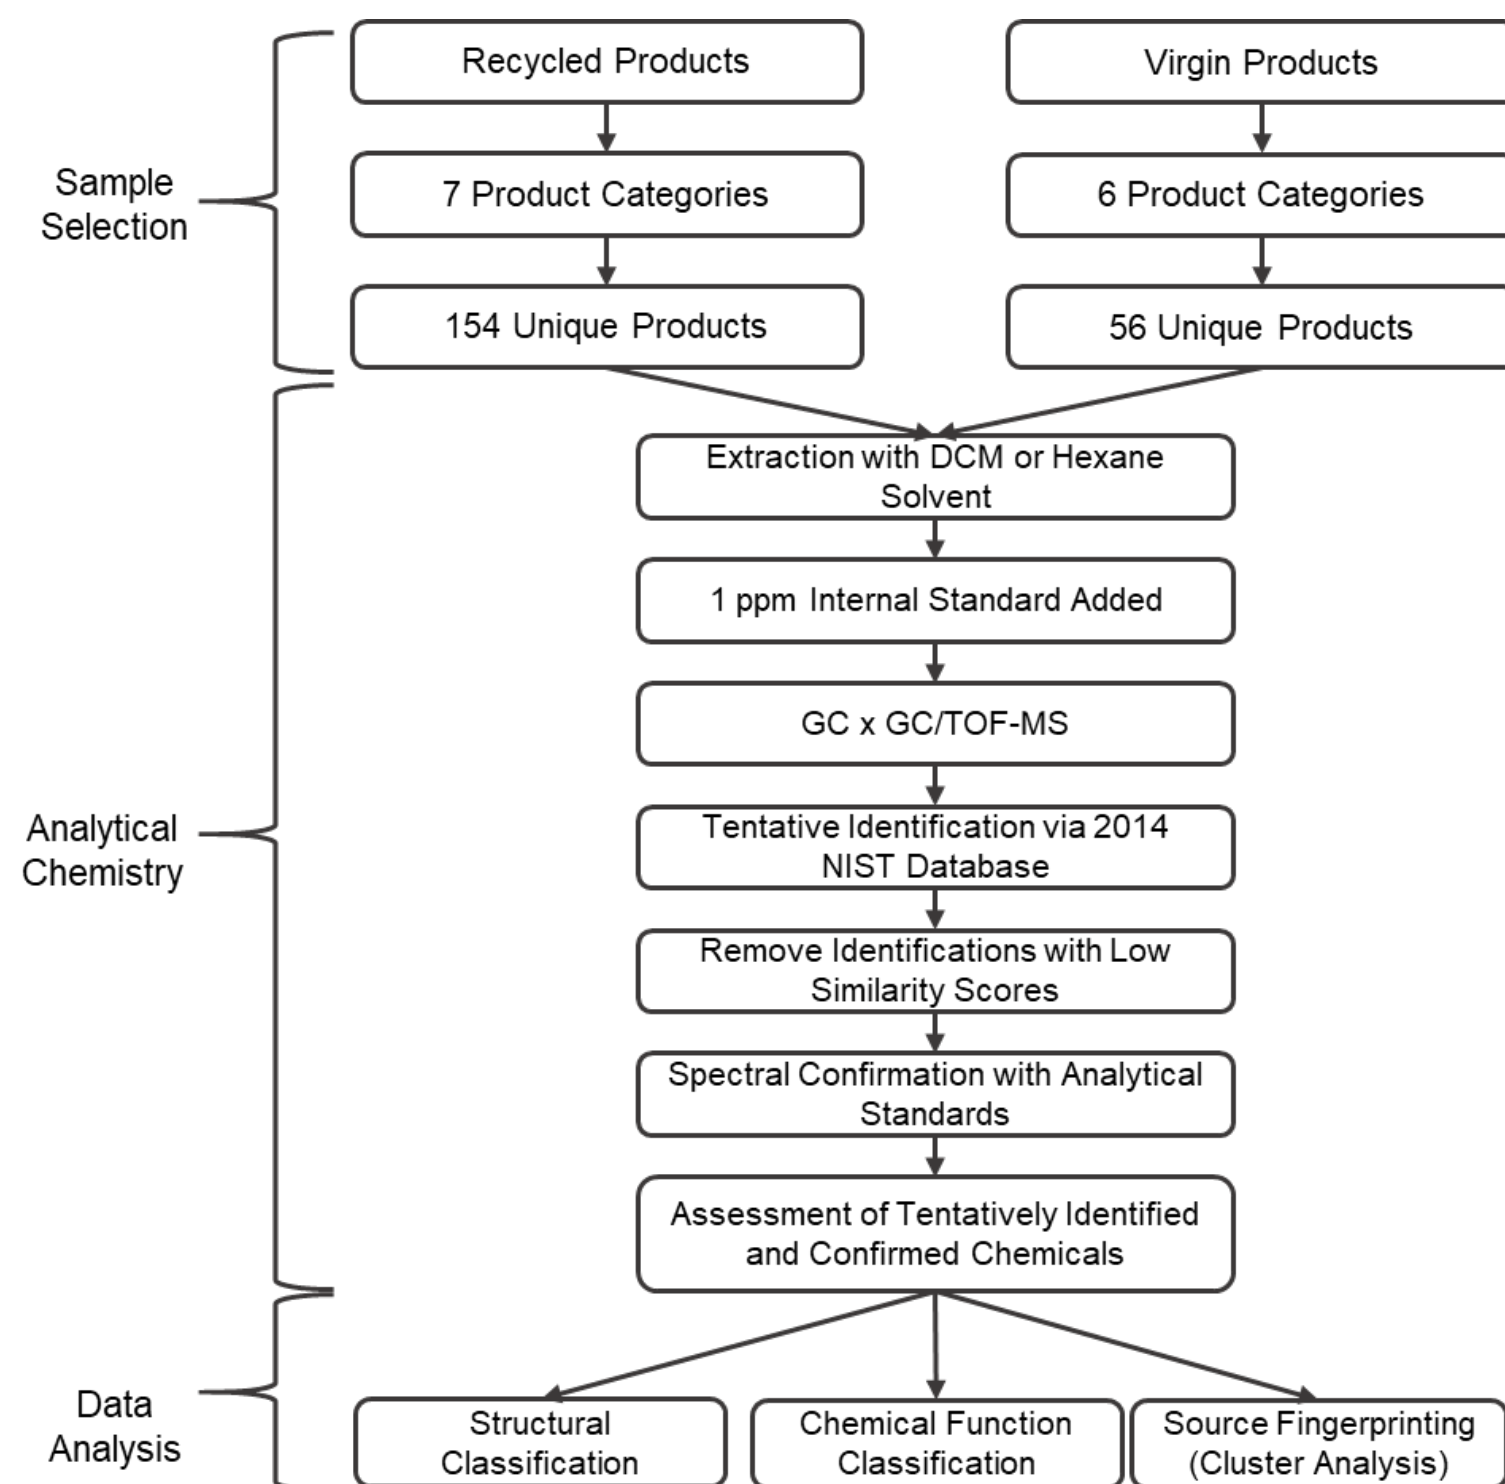 Recycled Products
Virgin Products
7 Product Categories
6 Product Categories
Sample
Selection
154 Unique Products
56 Unique Products
Extraction with DCM or Hexane
Solvent
1 ppm Internal Standard Added
GC x GC/TOF-MS
Analytical
Chemistry
Tentative Identification via 2014
NIST Database
Remove Identifications with Low
Similarity Scores
Spectral Confirmation with Analytical
Standards
Assessment of Tentatively Identified
and Confirmed Chemicals
Data
Analysis
Structural
Classification
Chemical Function
Classification
Source Fingerprinting
(Cluster Analysis)